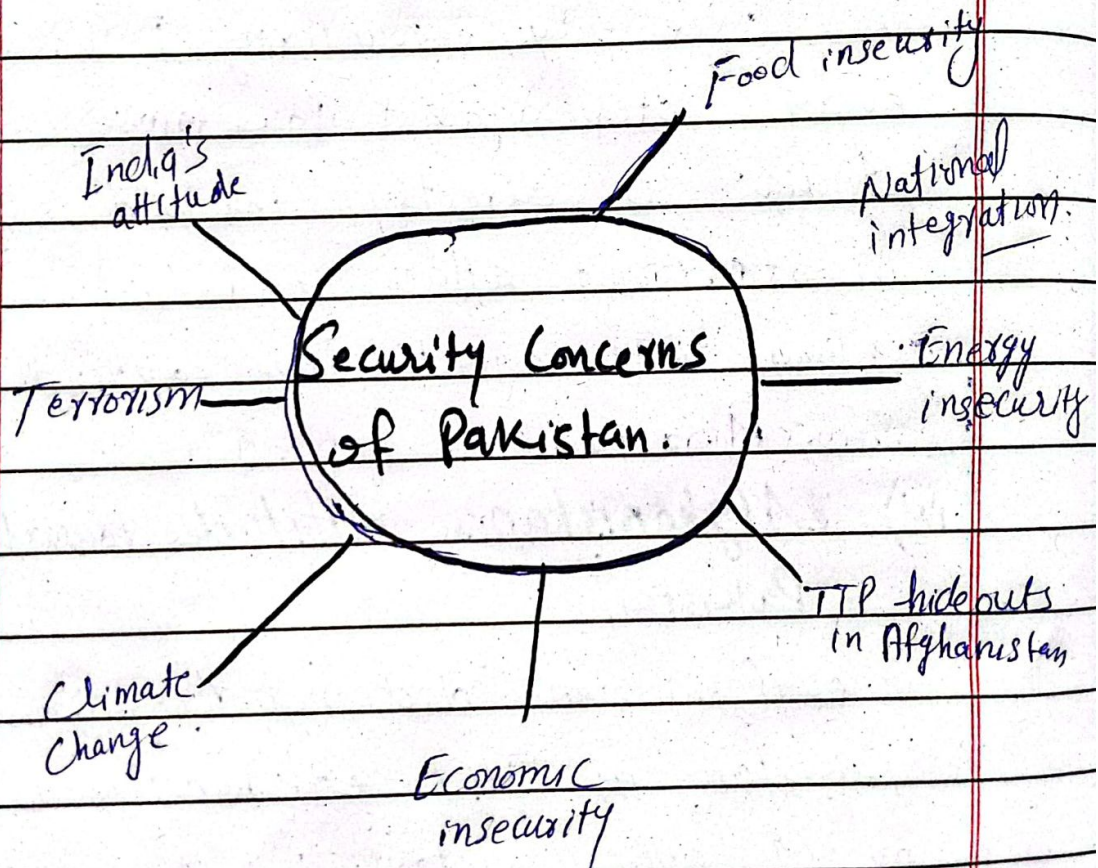 Food insecurity
India's
attitude
National
integration.
Security Concerns
of Pakistan.
Energy
insecurity
Terrorism
TTP hideouts
in Afghanistan
Climate
Change.
Economic
insecurity